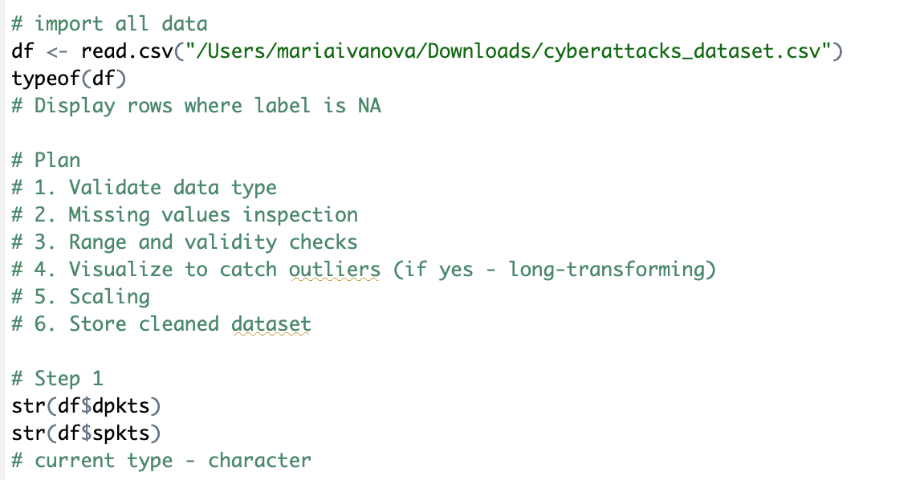 # import all data
df <- read.csv("/Users/mariaivanova/Downloads/cyberattacks_dataset.csv")
typeof(df)
# Display rows where label is NA
# Plan
# 1. Validate data type
# 2. Missing values inspection
# 3. Range and validity checks
# 4. Visualize to catch outliers (if yes - long-transforming)
# 5. Scaling
# 6. Store cleaned dataset
# Step 1
str(df$dpkts)
str(df$spkts)
# current type - character